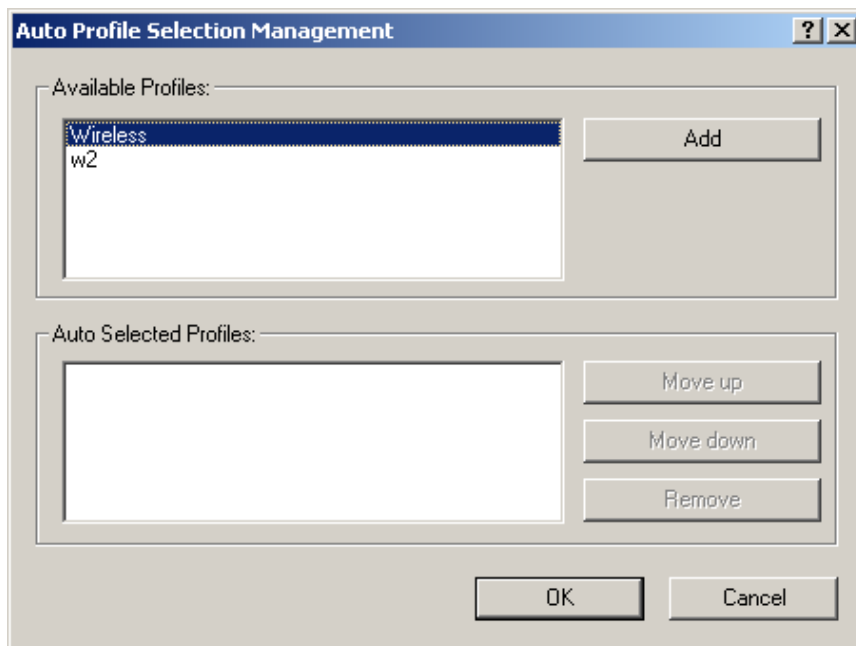 Auto Profile Selection Management
Available Profiles:
Wireless
w2
Add
Auto Selected Profiles:
Move up
Move down
Remove
OK
Cancel